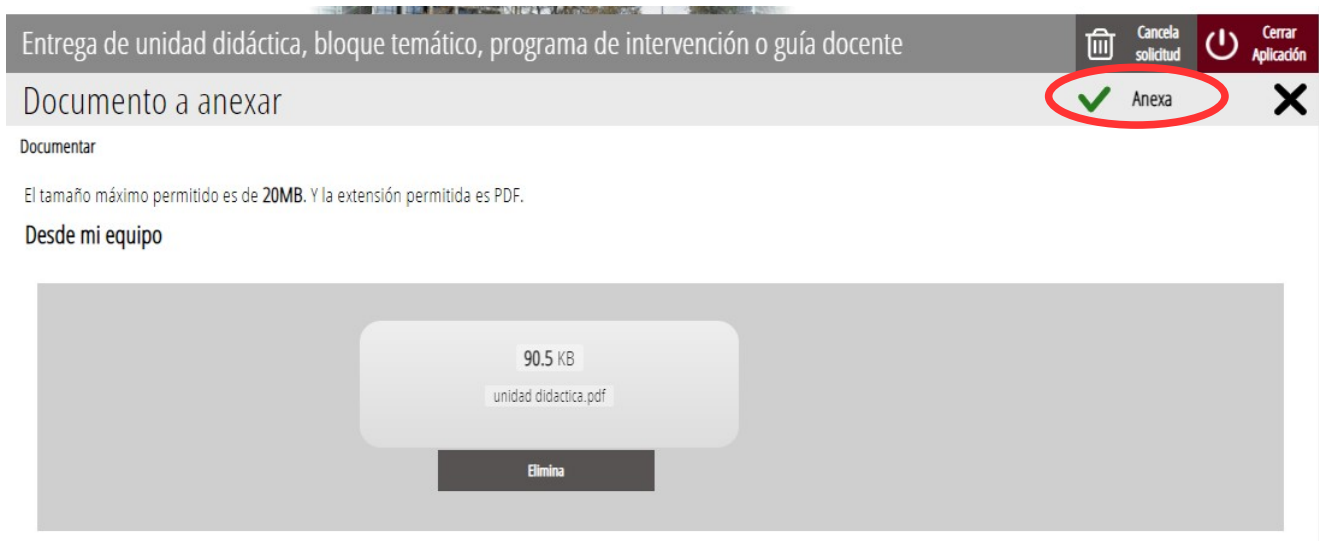 Entrega de unidad didáctica, bloque temático, programa de intervención o guía docente
Cancela
solicitud
Cerrar
Aplicación
Documento a anexar
Anexa
Documentar
El tamaño máximo permitido es de 20MB. Y la extensión permitida es PDF.
Desde mi equipo
90.5 KB
unidad didactica.pdf
Elimina